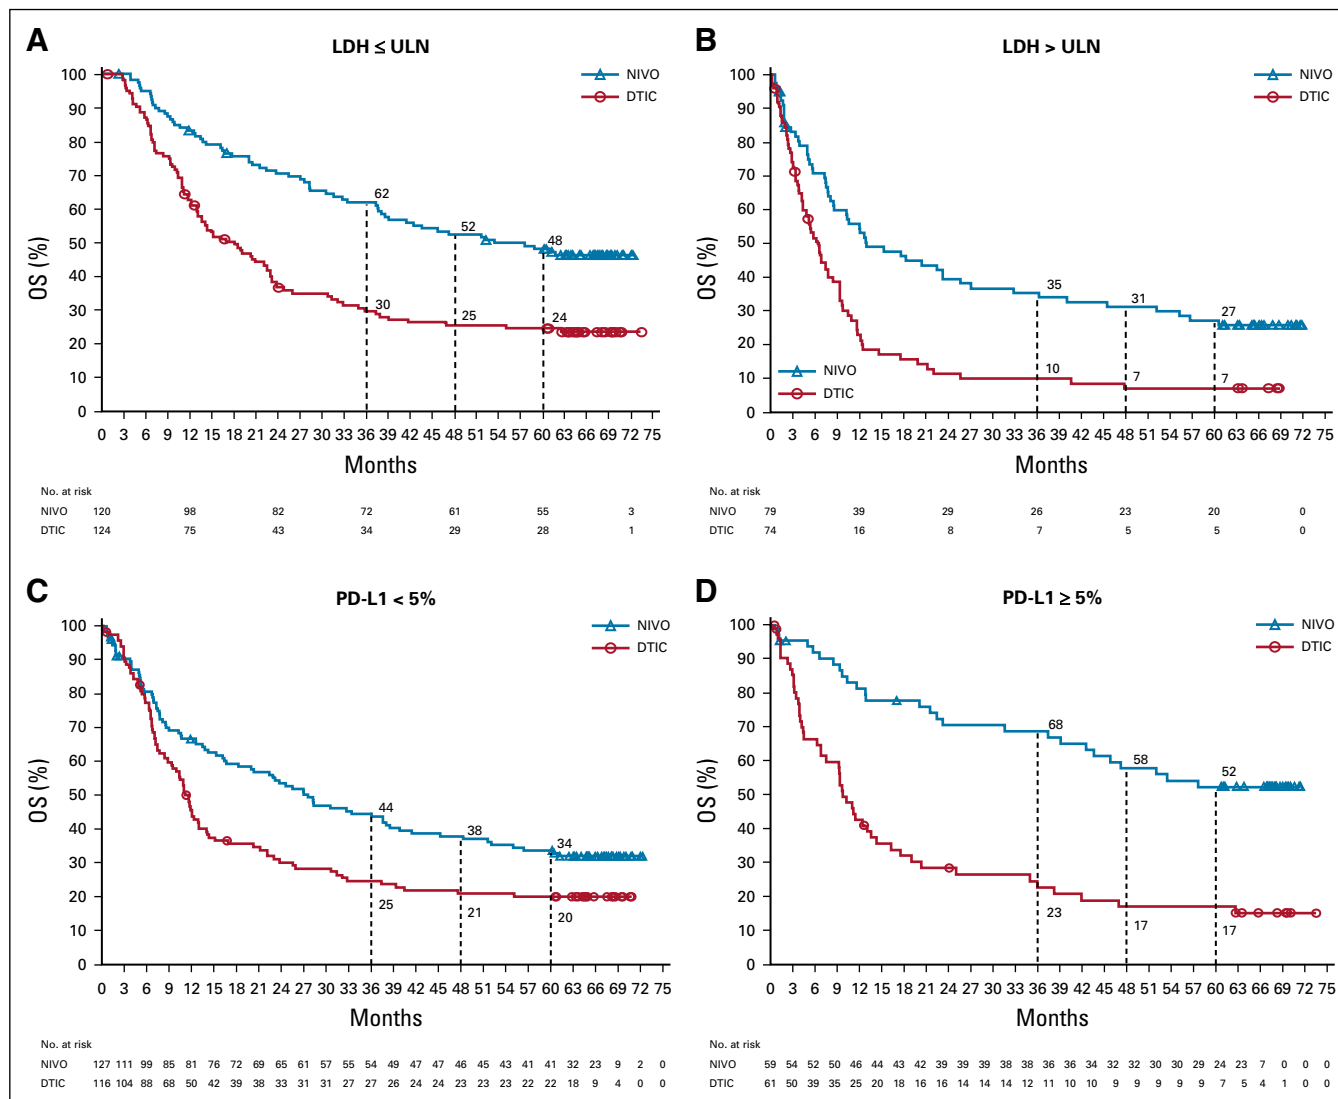 A
LDH ≤ ULN
100
90
80
70
60
50
40
30
20
10
0
OS (%)
NIVO
DTIC
62
52
48
30
25
24
0 3 6 9 12 15 18 21 24 27 30 33 36 39 42 45 48 51 54 57 60 63 66 69 72 75
Months
No. at risk
NIVO 120 98 82 72 61 55 3
DTIC 124 75 43 34 29 28 1
B
LDH > ULN
100
90
80
70
60
50
40
30
20
10
0
OS (%)
NIVO
DTIC
35
31
27
NIVO
DTIC
10
7
7
0 3 6 9 12 15 18 21 24 27 30 33 36 39 42 45 48 51 54 57 60 63 66 69 72 75
Months
No. at risk
NIVO 79 39 29 26 23 20 0
DTIC 74 16 8 7 5 5 0
C
PD-L1 < 5%
100
90
80
70
60
50
40
30
20
10
0
OS (%)
NIVO
DTIC
44
38
34
25
21
20
0 3 6 9 12 15 18 21 24 27 30 33 36 39 42 45 48 51 54 57 60 63 66 69 72 75
Months
No. at risk
NIVO 127 111 99 85 81 76 72 69 65 61 57 55 54 49 47 47 46 45 43 41 41 32 23 9 2 0
DTIC 116 104 88 68 50 42 39 38 33 31 31 27 27 26 24 24 23 23 23 22 22 18 9 4 0 0
D
PD-L1 ≥ 5%
100
90
80
70
60
50
40
30
20
10
0
OS (%)
NIVO
DTIC
68
58
52
23
17
17
0 3 6 9 12 15 18 21 24 27 30 33 36 39 42 45 48 51 54 57 60 63 66 69 72 75
Months
No. at risk
NIVO 59 54 52 50 46 44 43 42 39 39 39 38 36 36 34 32 32 30 30 29 24 23 7 0 0 0
DTIC 61 50 39 35 25 20 18 16 16 14 14 14 12 11 10 10 9 9 9 9 7 5 4 1 0 0